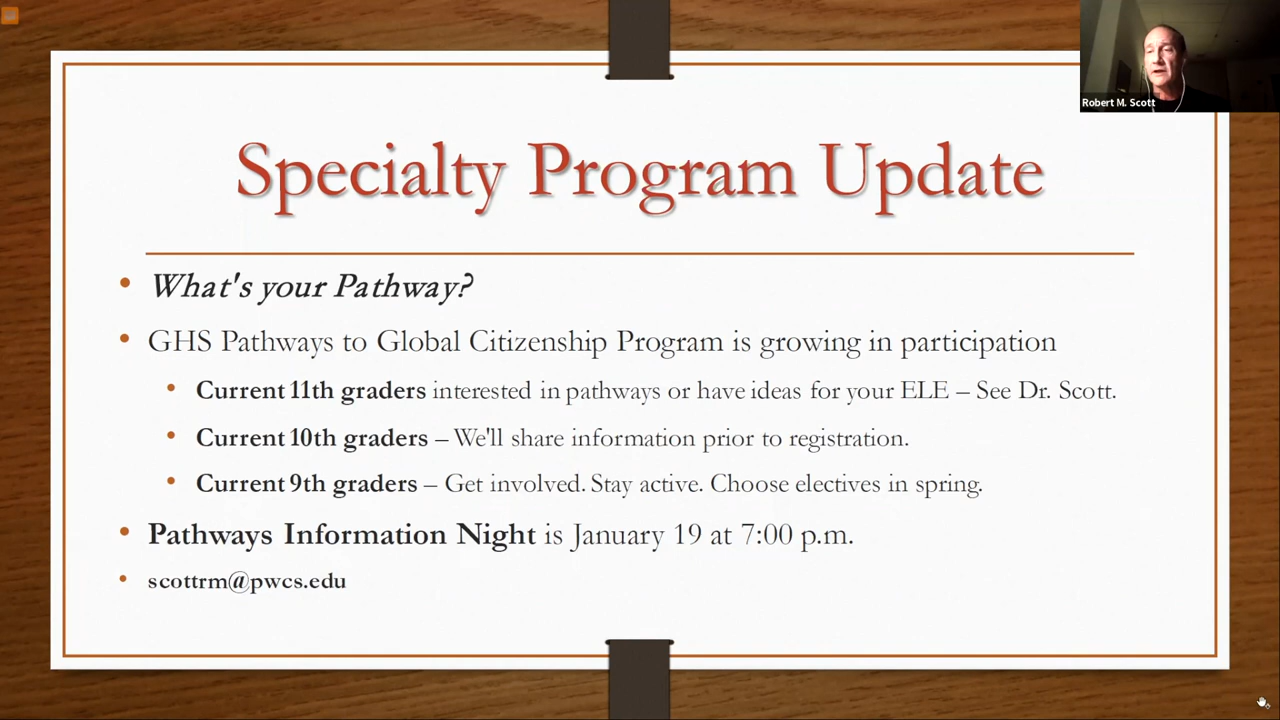 Robert M. Scott
Specialty Program Update
What's your Pathway?
GHS Pathways to Global Citizenship Program is growing in participation
Current 11th graders interested in pathways or have ideas for your ELE – See Dr. Scott.
Current 10th graders – We'll share information prior to registration.
Current 9th graders – Get involved. Stay active. Choose electives in spring.
Pathways Information Night is January 19 at 7:00 p.m.
scottrm@pwcs.edu